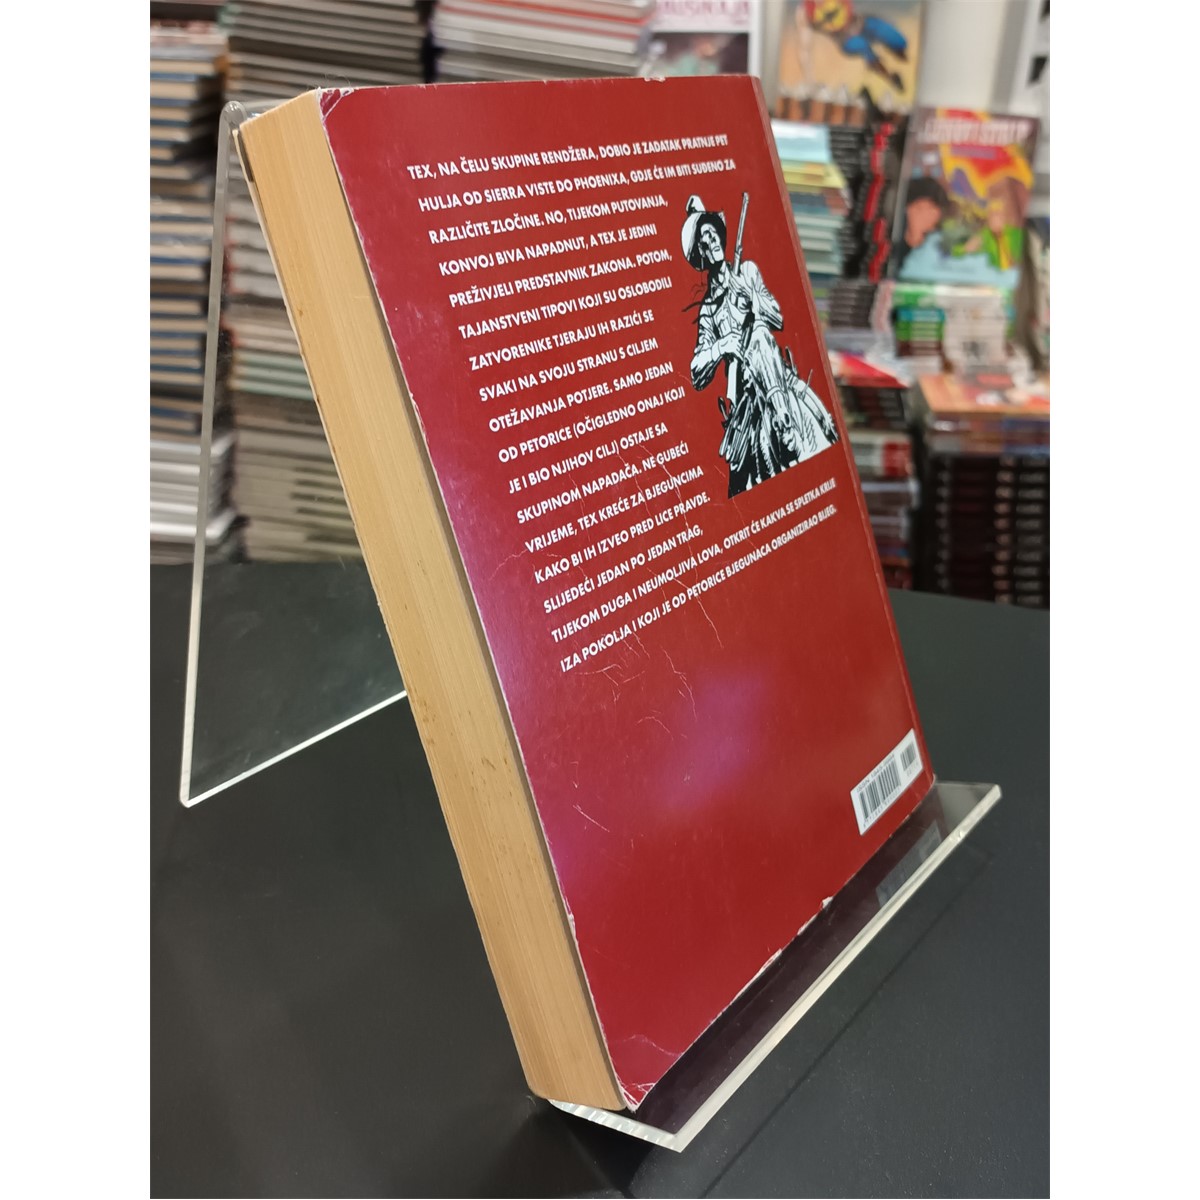 TEX, NA ČELU SKUPINE RENDŽERA, DOBIO JE ZADATAK PRATNJE PET
HULJA OD SIERRA VISTE DO PHOENIXA, GDJE ĆE IM BITI SUĐENO ZA
RAZLIČITE ZLOČINE. NO, TIJEKOM PUTOVANJA,
KONVOJ BIVA NAPADNUT, A TEX JE JEDINI
PREŽIVJELI PREDSTAVNIK ZAKONA. POTOM,
TAJANSTVENI TIPOVI KOJI SU OSLOBODILI
ZATVORENIKE TJERAJU IH RAZIĆI SE
SVAKI NA SVOJU STRANU S CILJEM
OTEŽAVANJA POTJERE. SAMO JEDAN
OD PETORICE (OČIGLEDNO ONAJ KOJI
JE I BIO NJIHOV CILJ) OSTAJE SA
SKUPINOM NAPADAČA. NE GUBEĆI
VRIJEME, TEX KREĆE ZA BJEGUNCIMA
KAKO BI IH IZVEO PRED LICE PRAVDE.
SLIJEDEĆI JEDAN PO JEDAN TRAG,
TIJEKOM DUGA I NEUMOLJIVA LOVA, OTKRIT ĆE KAKVA SE SPLETKA KRIJE
IZA POKOLJA I KOJI JE OD PETORICE BJEGUNACA ORGANIZIRAO BIJEG.